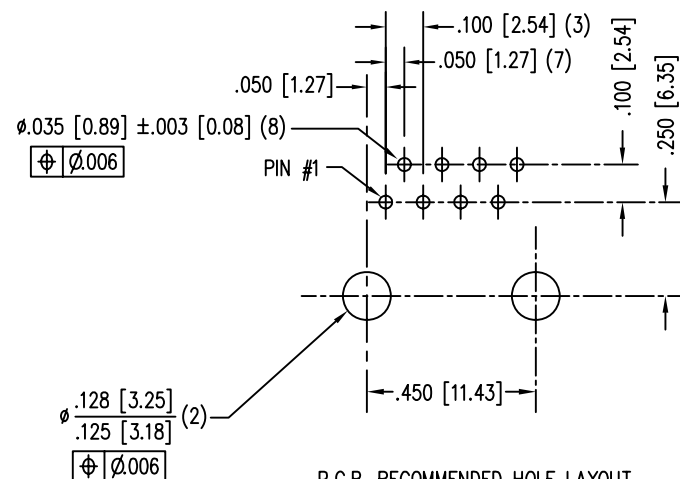 .100 [2.54] (3)
.050 [1.27] (7)
.050 [1.27]
.100 [2.54]
.250 [6.35]
ø.035 [0.89] ±.003 [0.08] (8)
⌖ Ø.006
PIN #1
.450 [11.43]
ø .128 [3.25] (2)
.125 [3.18]
⌖ Ø.006
P.C.B. RECOMMENDED HOLE LAYOUT